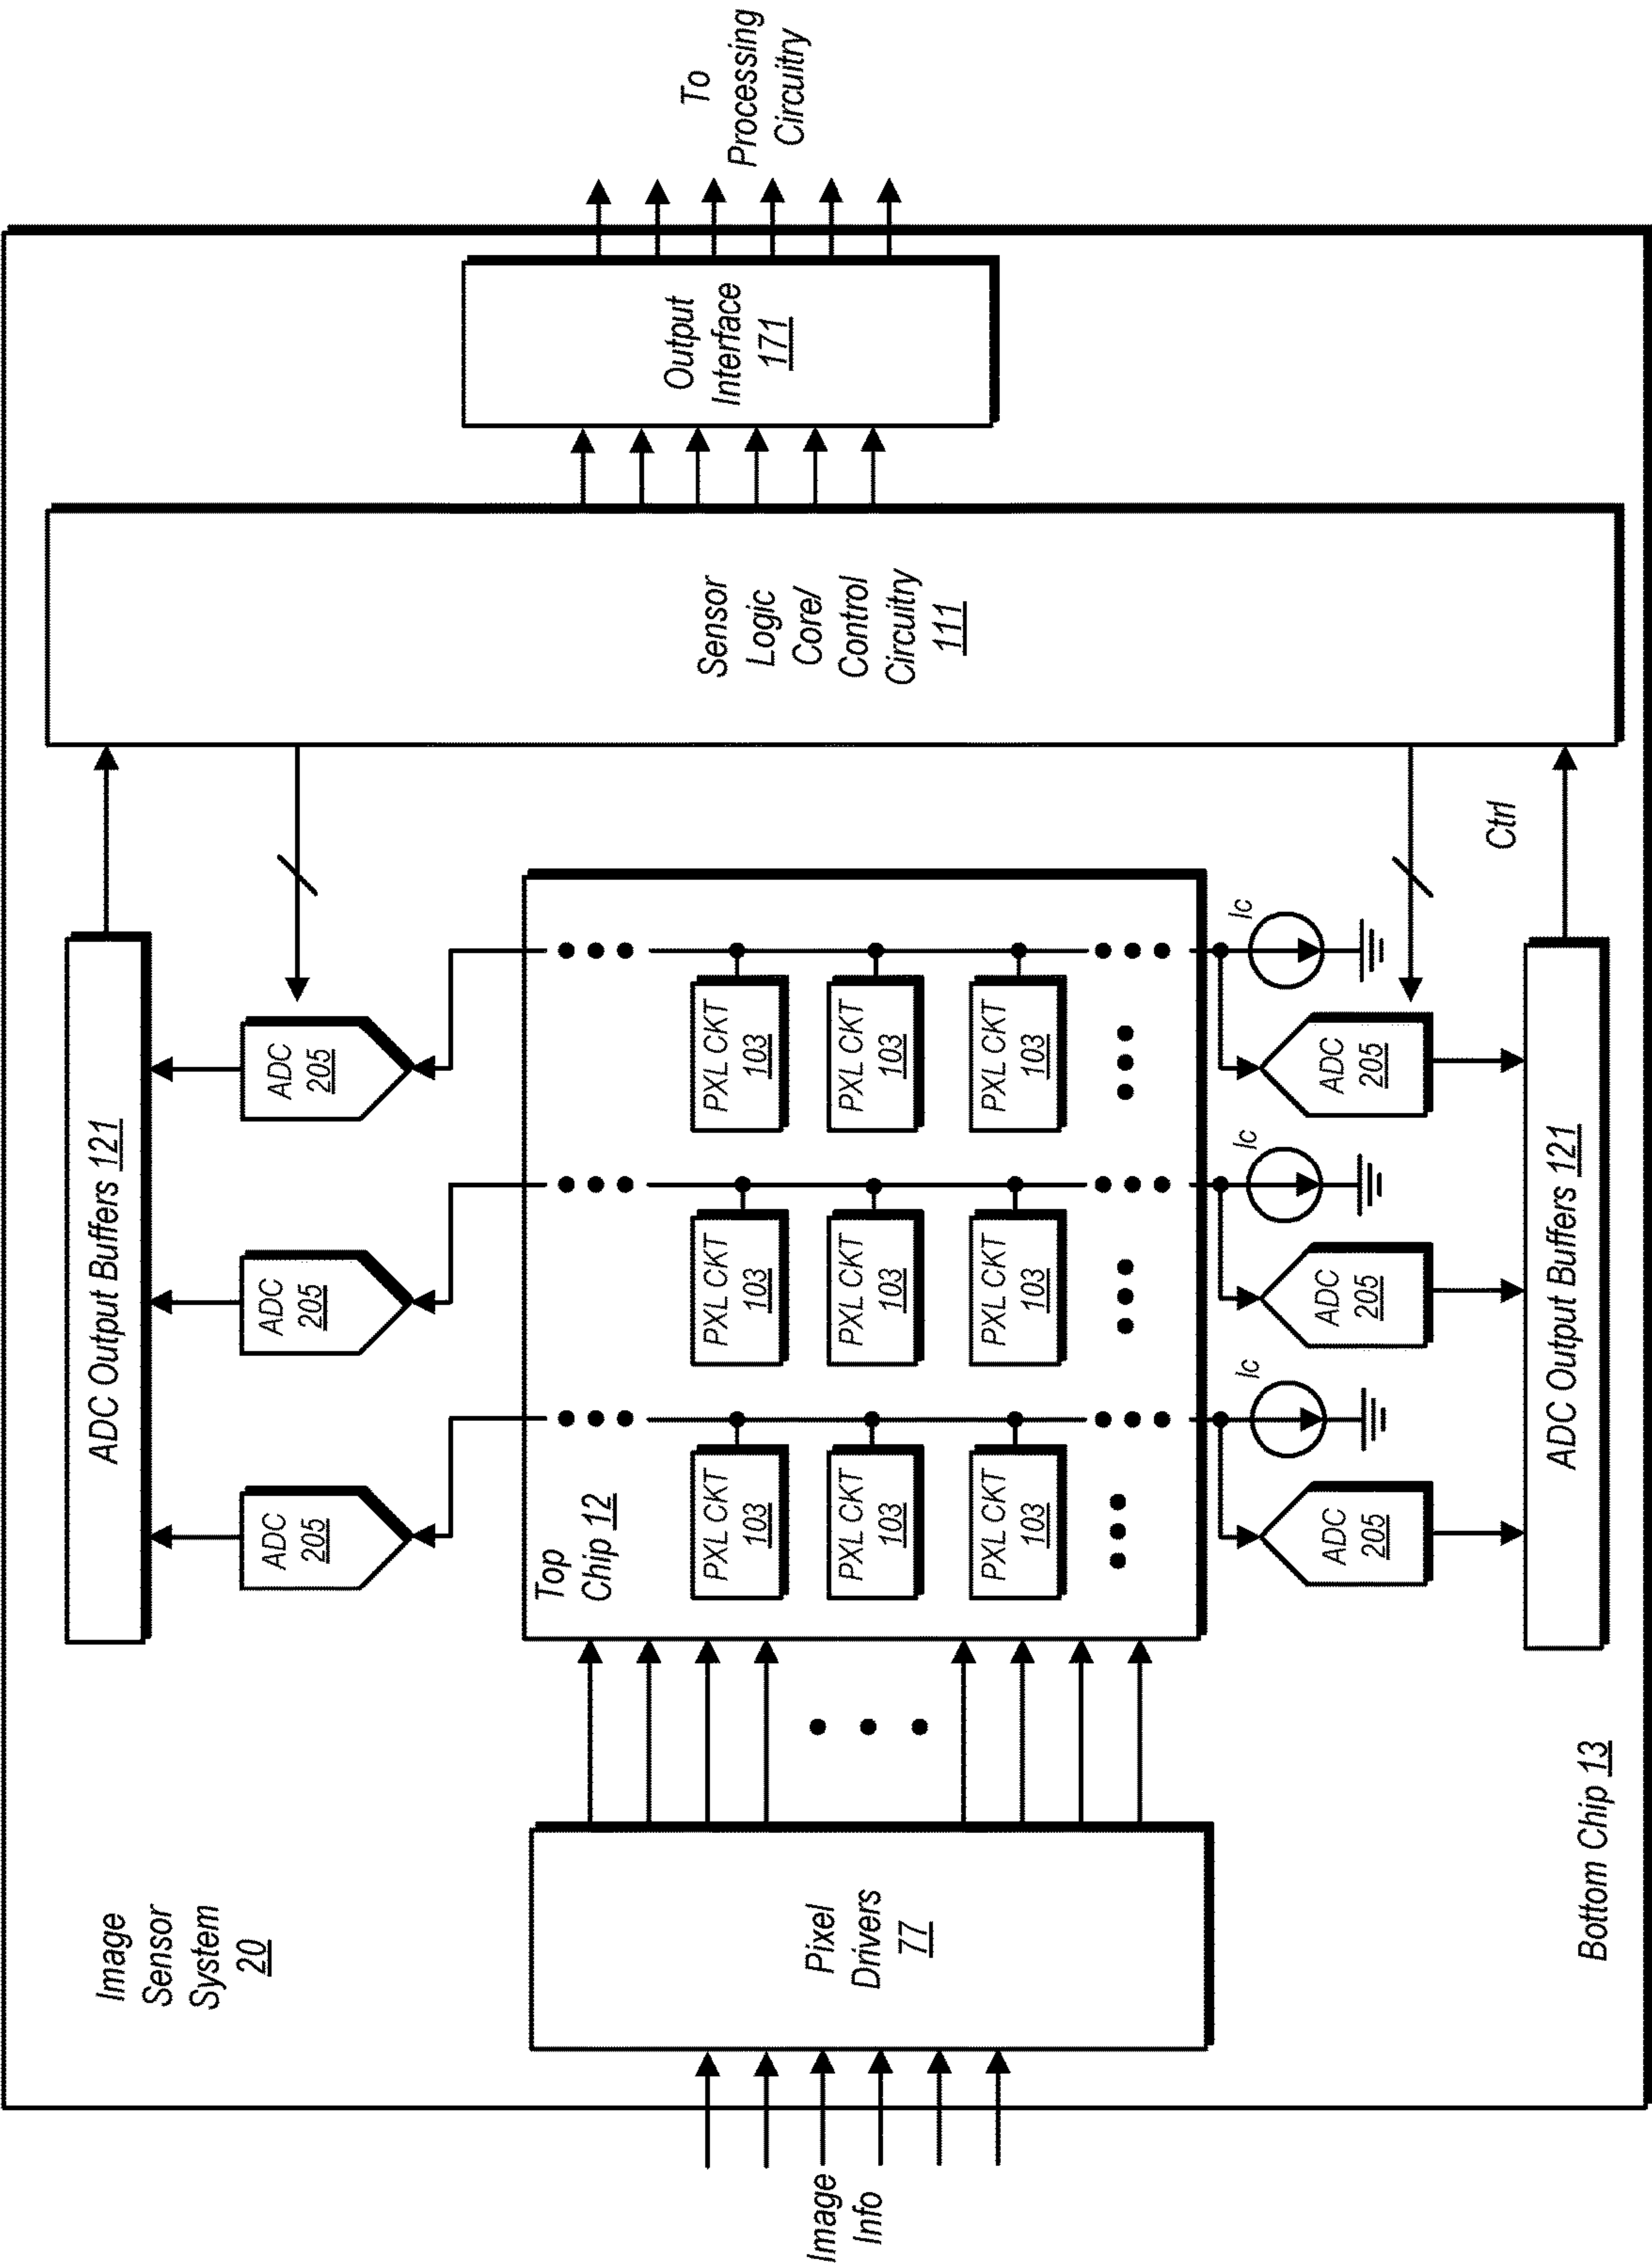 Image
Sensor
System
20
ADC Output Buffers 121
ADC
205
ADC
205
ADC
205
Image
Info
Pixel
Drivers
77
Top
Chip 12
PXL CKT
103
PXL CKT
103
PXL CKT
103
PXL CKT
103
PXL CKT
103
PXL CKT
103
PXL CKT
103
PXL CKT
103
PXL CKT
103
Sensor
Logic
Core/
Control
Circuitry
111
Output
Interface
171
To
Processing
Circuitry
Ic
Ic
Ic
ADC
205
ADC
205
ADC
205
Ctrl
ADC Output Buffers 121
Bottom Chip 13